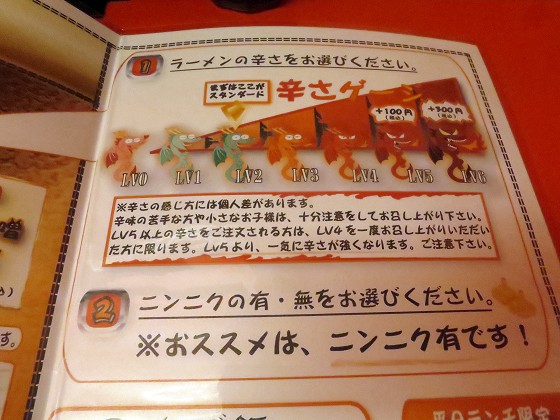 1 ラーメンの辛さをお選びください。
まずはここが
スタンダード
辛さゲージ
+100円
(税込)
+300円
(税込)
LV0 LV1 LV2 LV3 LV4 LV5 LV6
※辛さの感じ方には個人差があります。
辛味の苦手な方や小さなお子様は、十分注意をしてお召し上がり下さい。
LV5以上の辛さをご注文される方は、LV4を一度お召し上がりいただい
た方に限ります。LV5より、一気に辛さが強くなります。ご注意下さい。
2 ニンニクの有・無をお選びください。
※おススメは、ニンニク有です！